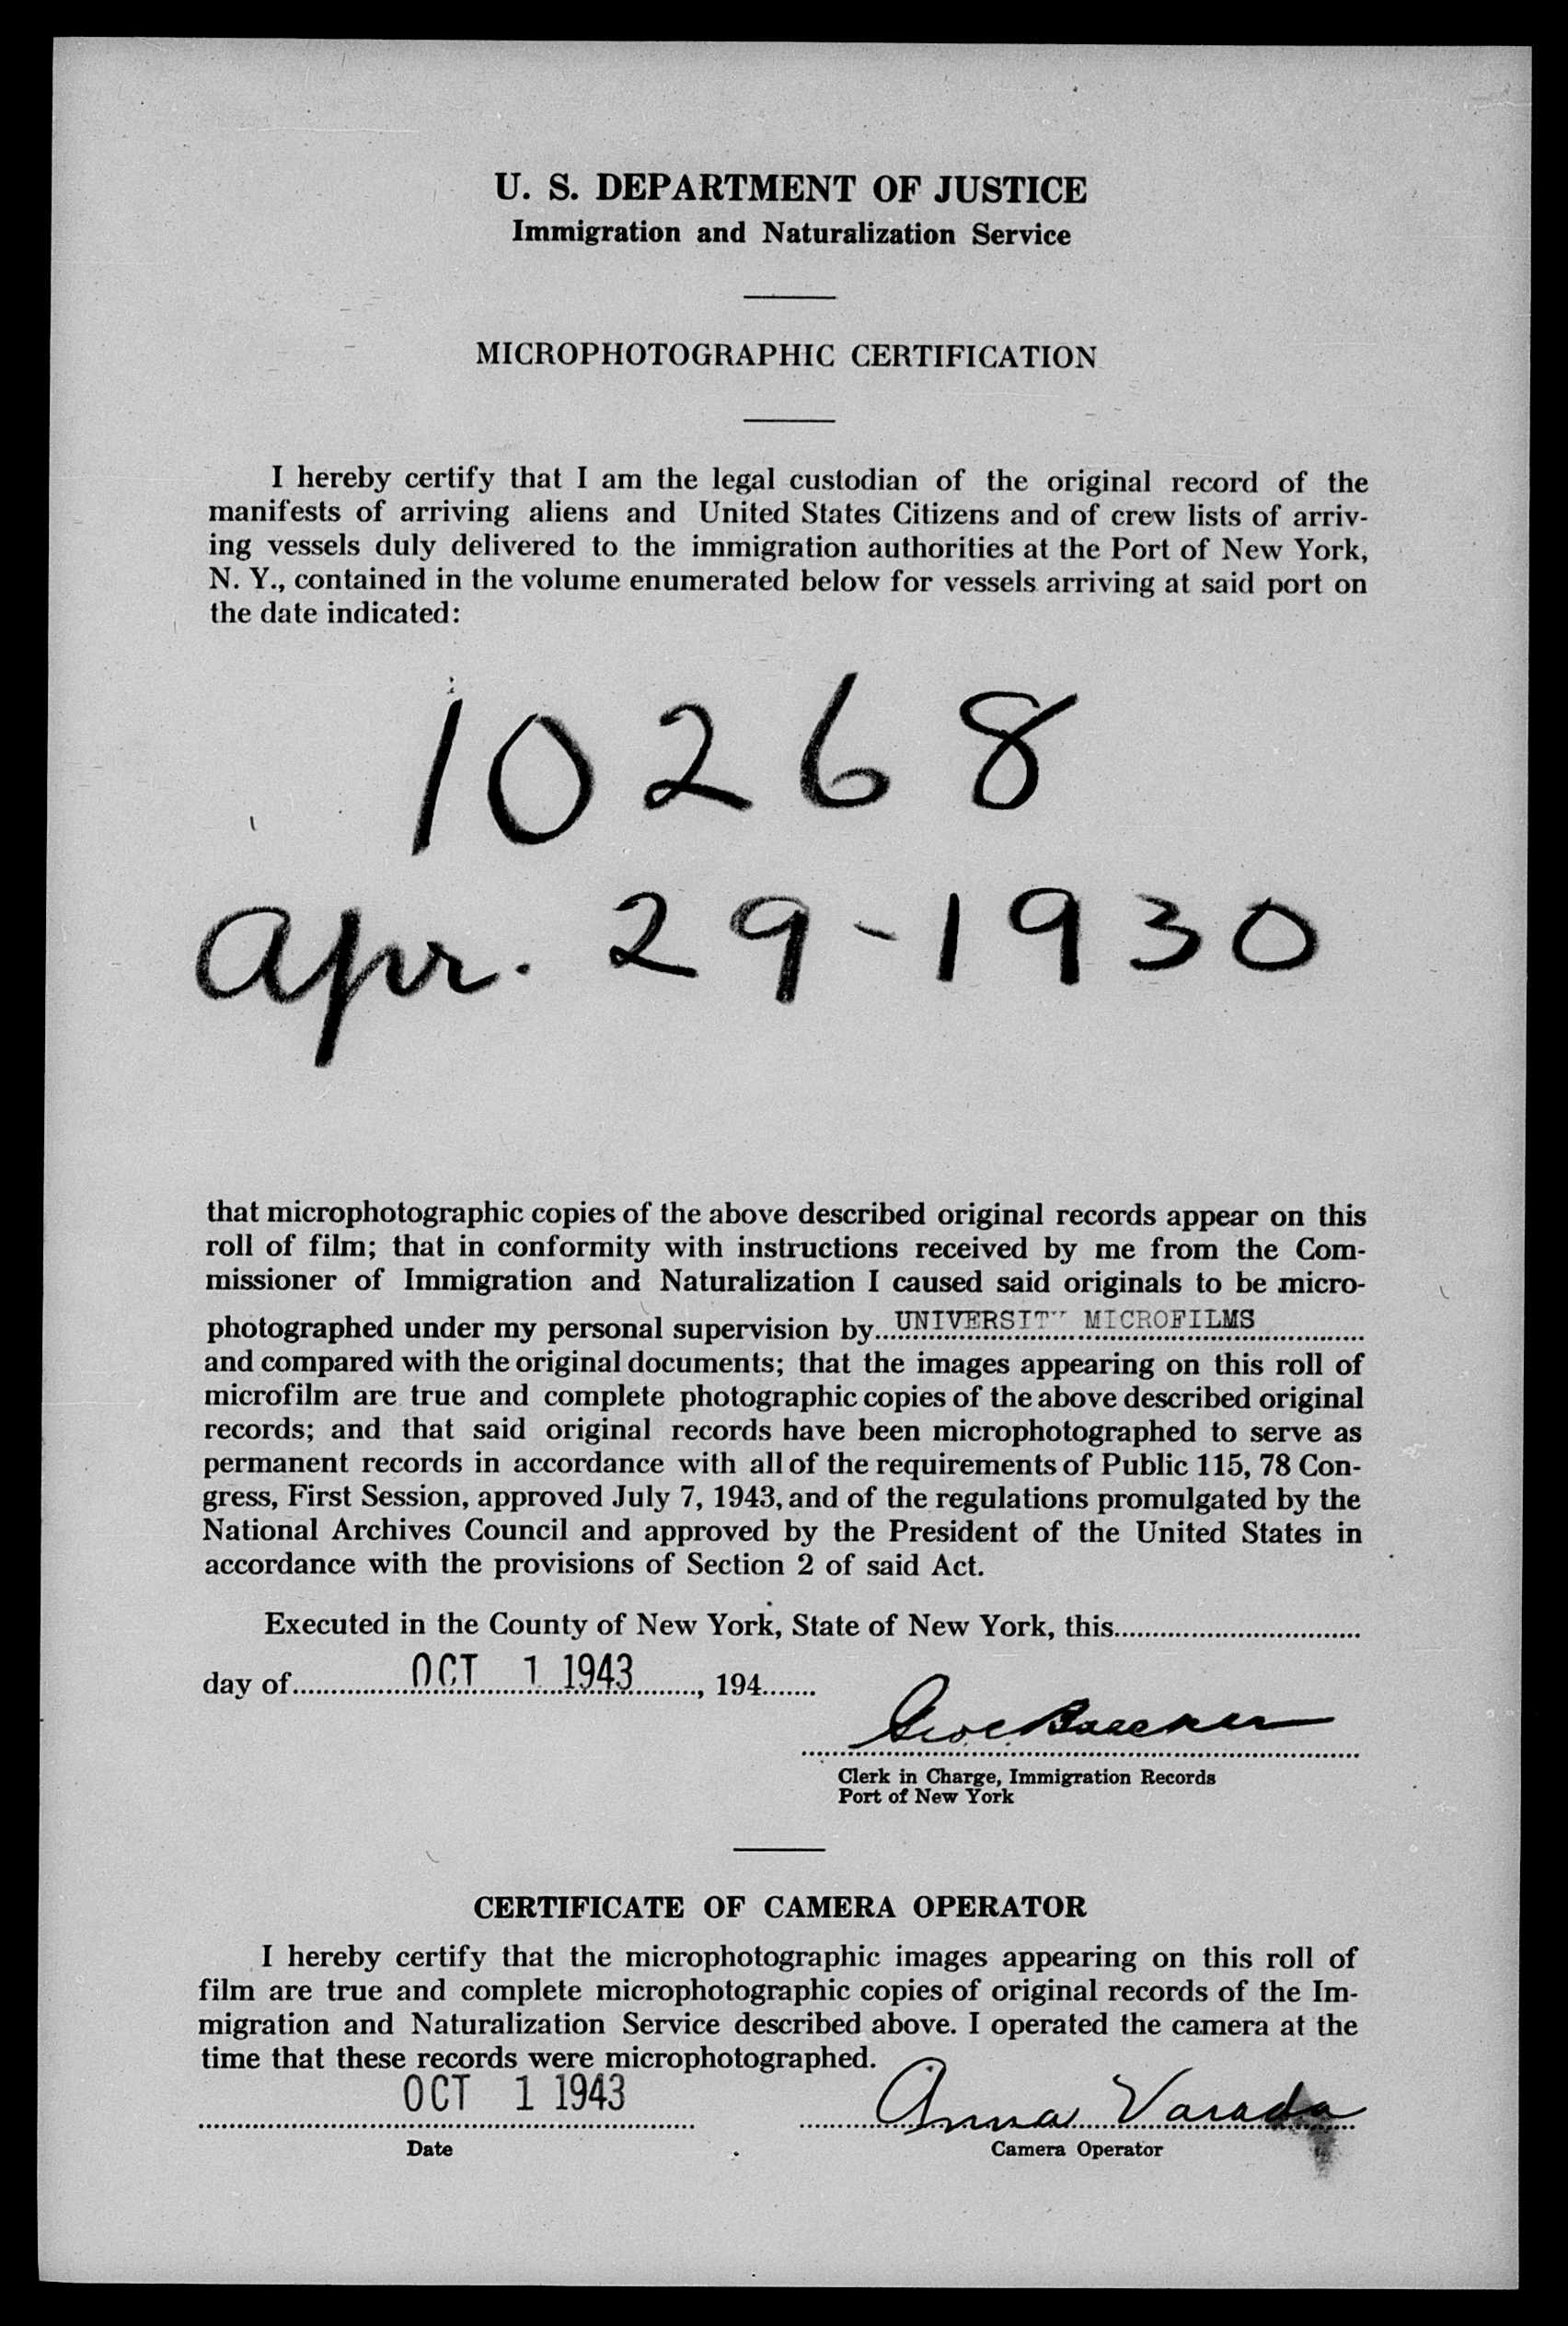 U. S. DEPARTMENT OF JUSTICE
Immigration and Naturalization Service
MICROPHOTOGRAPHIC CERTIFICATION
I hereby certify that I am the legal custodian of the original record of the
manifests of arriving aliens and United States Citizens and of crew lists of arriv-
ing vessels duly delivered to the immigration authorities at the Port of New York,
N. Y., contained in the volume enumerated below for vessels arriving at said port on
the date indicated:
10268
Apr. 29-1930
that microphotographic copies of the above described original records appear on this
roll of film; that in conformity with instructions received by me from the Com-
missioner of Immigration and Naturalization I caused said originals to be micro-
photographed under my personal supervision by UNIVERSITY MICROFILMS
and compared with the original documents; that the images appearing on this roll of
microfilm are true and complete photographic copies of the above described original
records; and that said original records have been microphotographed to serve as
permanent records in accordance with all of the requirements of Public 115, 78 Con-
gress, First Session, approved July 7, 1943, and of the regulations promulgated by the
National Archives Council and approved by the President of the United States in
accordance with the provisions of Section 2 of said Act.
Executed in the County of New York, State of New York, this
day of OCT 1 1943, 194
Clerk in Charge, Immigration Records
Port of New York
CERTIFICATE OF CAMERA OPERATOR
I hereby certify that the microphotographic images appearing on this roll of
film are true and complete microphotographic copies of original records of the Im-
migration and Naturalization Service described above. I operated the camera at the
time that these records were microphotographed.
OCT 1 1943 Anna Varada
Date Camera Operator